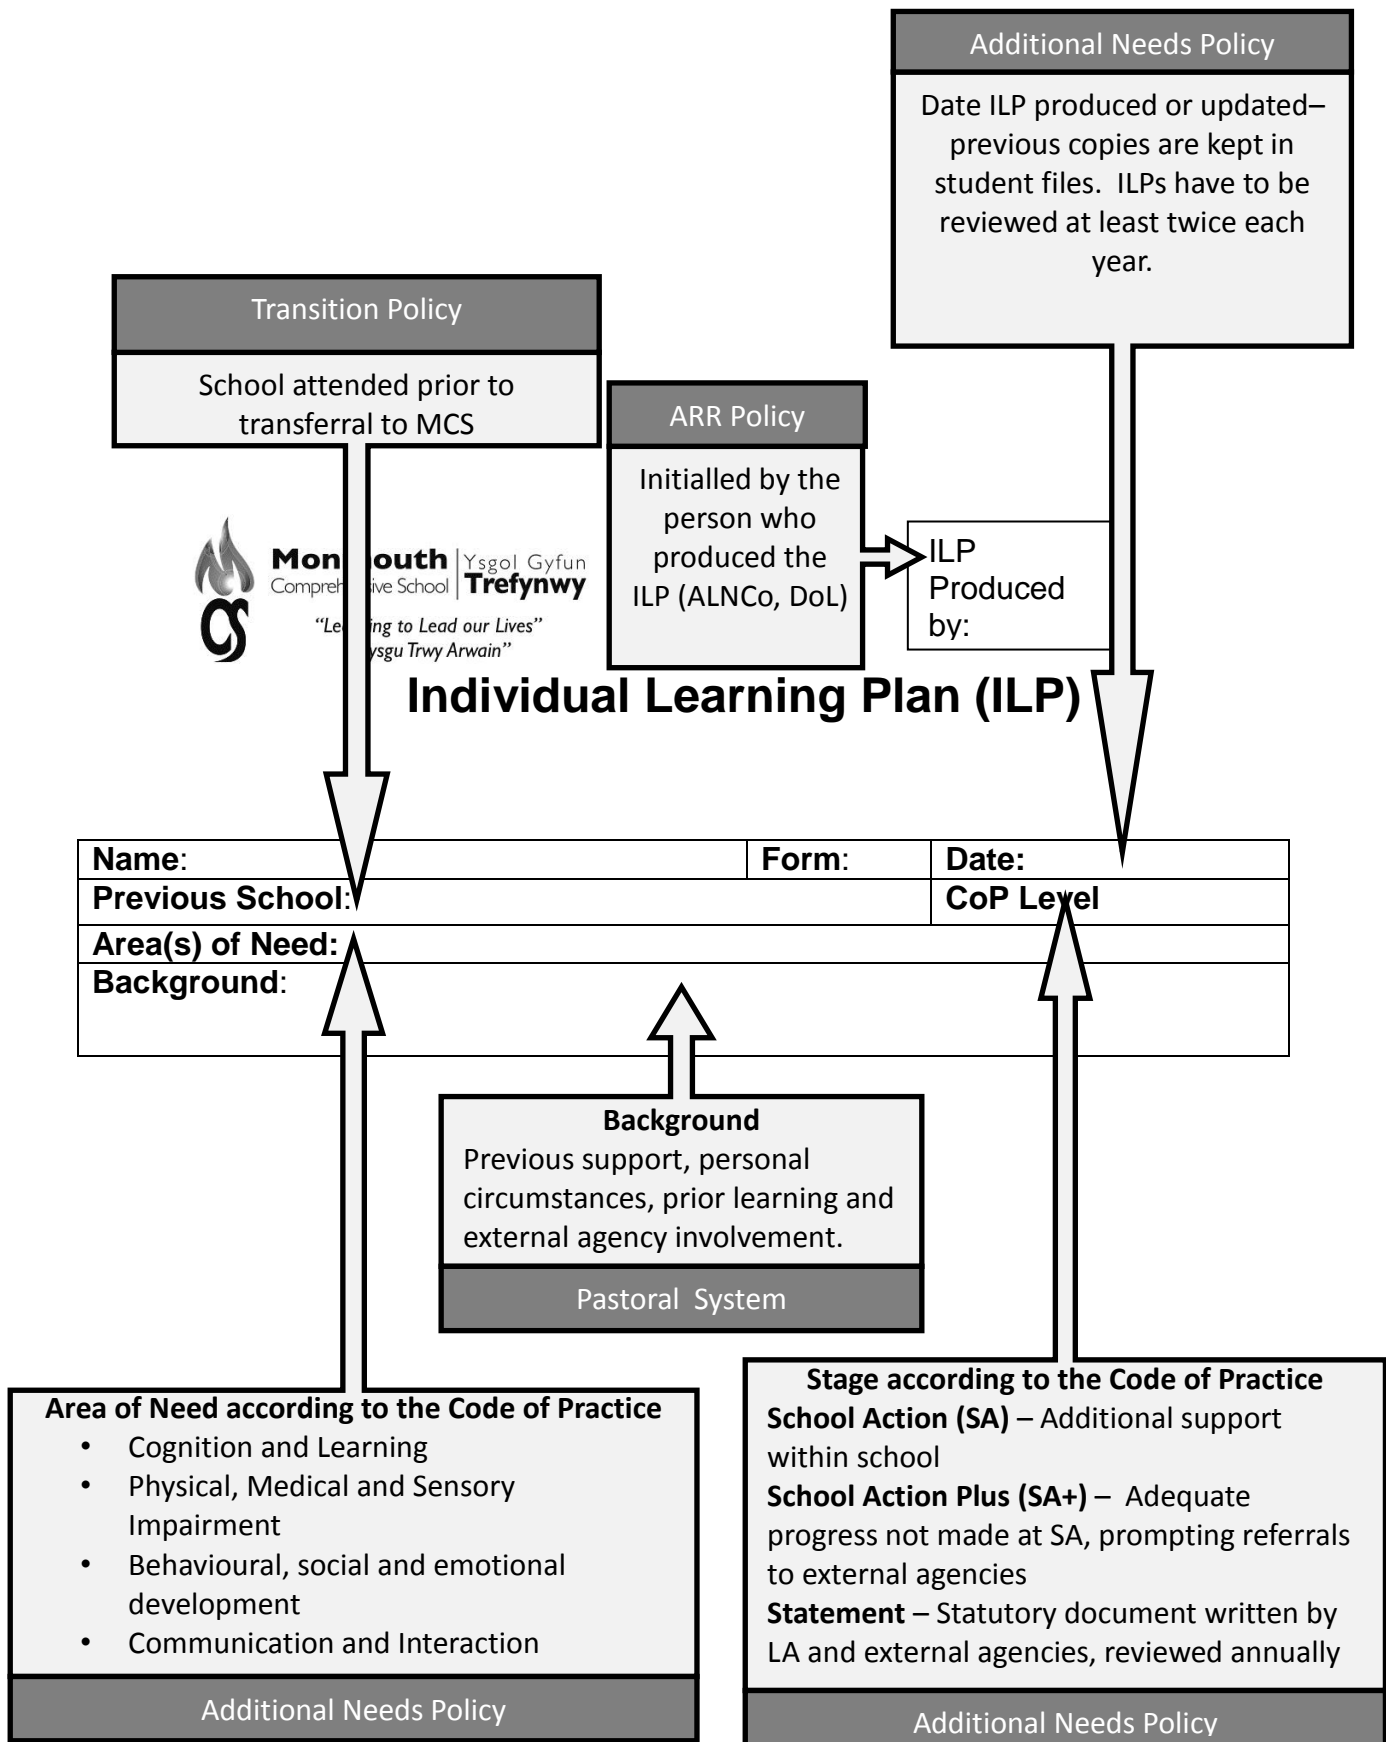 Additional Needs Policy
Date ILP produced or updated–
previous copies are kept in
student files.  ILPs have to be
reviewed at least twice each
year.
Transition Policy
School attended prior to
transferral to MCS
ARR Policy
Initialled by the
person who
produced the
ILP (ALNCo, DoL)
ILP
Produced
by:
Ysgol Gyfun
School Trefynwy
to Lead our Lives”
Trwy Arwain”
Individual Learning Plan (ILP)
Name:
Form:
Date:
Previous School:
CoP Level
Area(s) of Need:
Background:
Background
Previous support, personal
circumstances, prior learning and
external agency involvement.
Pastoral  System
Area of Need according to the Code of Practice
• Cognition and Learning
• Physical, Medical and Sensory
Impairment
• Behavioural, social and emotional
development
• Communication and Interaction
Additional Needs Policy
Stage according to the Code of Practice
School Action (SA) – Additional support
within school
School Action Plus (SA+) –  Adequate
progress not made at SA, prompting referrals
to external agencies
Statement – Statutory document written by
LA and external agencies, reviewed annually
Additional Needs Policy